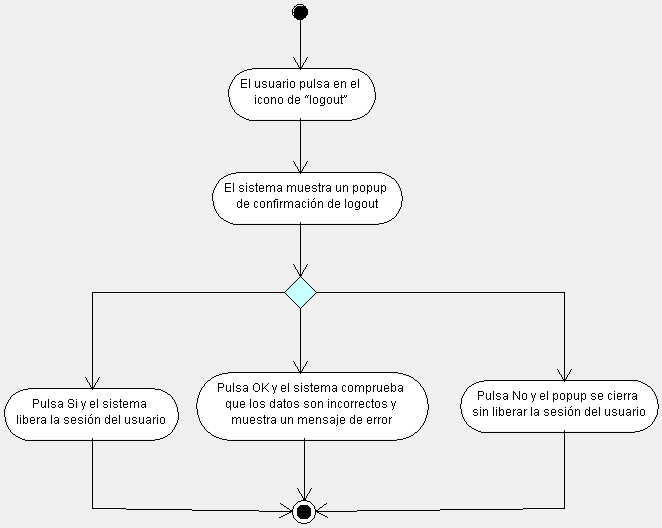 El usuario pulsa en el
icono de “logout”
El sistema muestra un popup
de confirmación de logout
Pulsa Si y el sistema
libera la sesión del usuario
Pulsa OK y el sistema comprueba
que los datos son incorrectos y
muestra un mensaje de error
Pulsa No y el popup se cierra
sin liberar la sesión del usuario